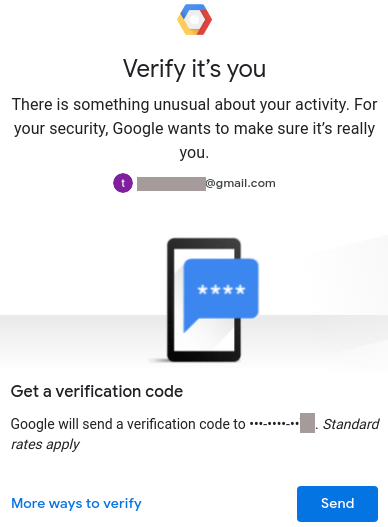 Verify it’s you
There is something unusual about your activity. For
your security, Google wants to make sure it’s really
you.
t @gmail.com
****
Get a verification code
Google will send a verification code to •••-••••-••. Standard
rates apply
More ways to verify
Send